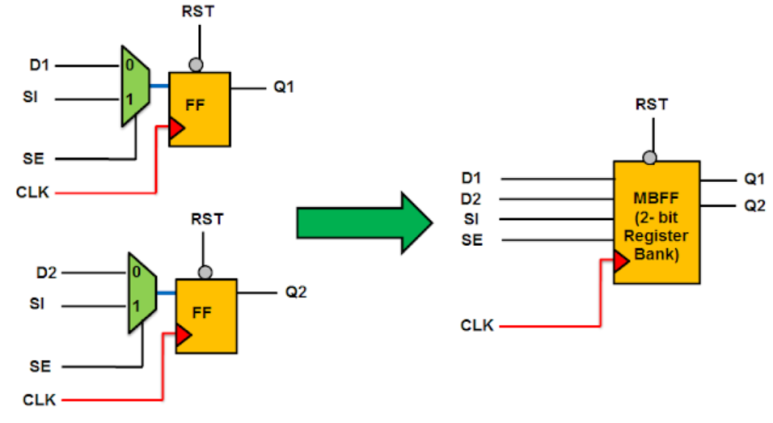 RST
D1
0
SI
1
FF
Q1
SE
CLK
RST
D2
0
SI
1
FF
Q2
SE
CLK
RST
D1
D2
SI
SE
MBFF
(2- bit
Register
Bank)
Q1
Q2
CLK